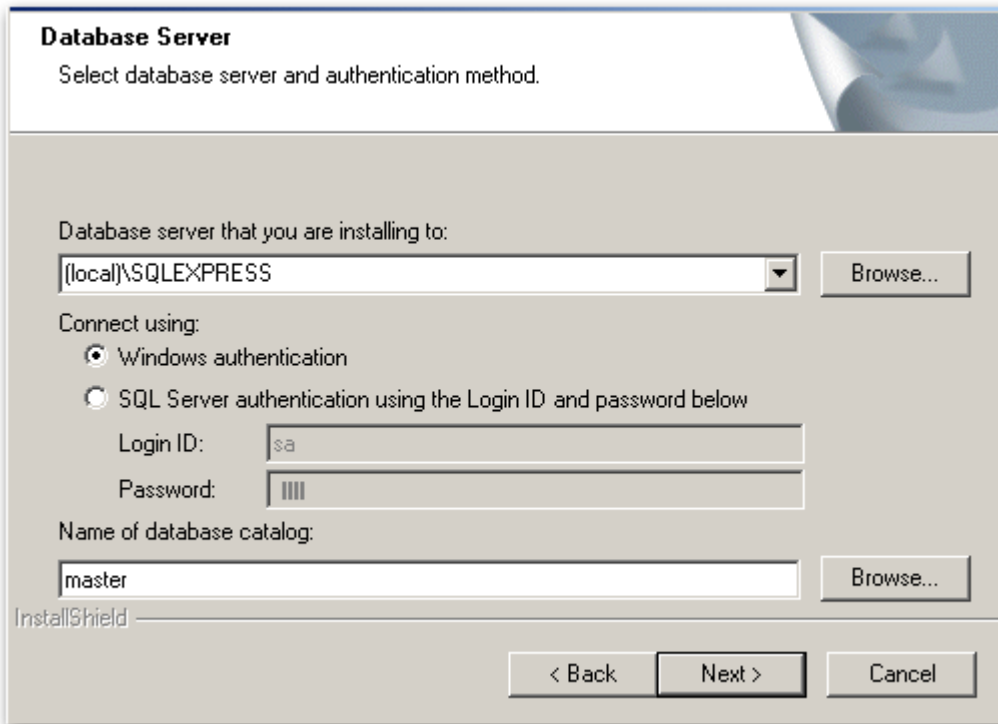 Database Server
Select database server and authentication method.
Database server that you are installing to:
(local)\SQLEXPRESS
Browse...
Connect using:
Windows authentication
SQL Server authentication using the Login ID and password below
Login ID:
sa
Password:
Name of database catalog:
master
Browse...
InstallShield
< Back
Next >
Cancel